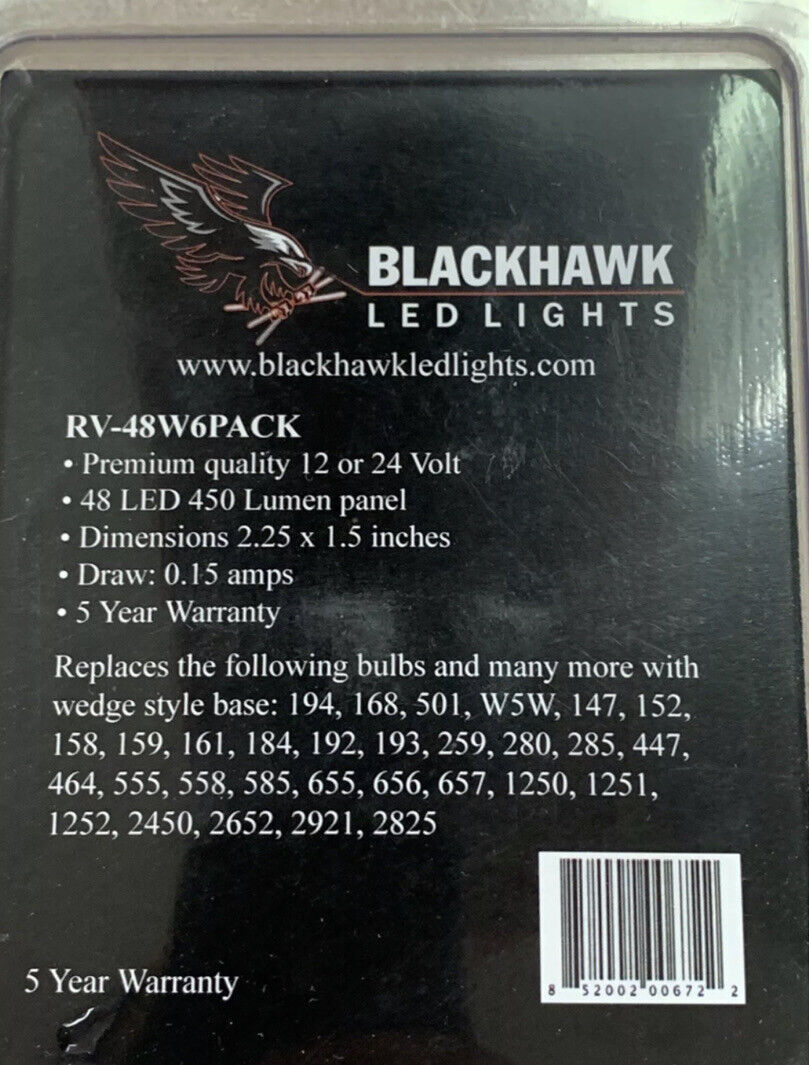 BLACKHAWK
LED LIGHTS
www.blackhawkledlights.com
RV-48W6PACK
• Premium quality 12 or 24 Volt
• 48 LED 450 Lumen panel
• Dimensions 2.25 x 1.5 inches
• Draw: 0.15 amps
• 5 Year Warranty
Replaces the following bulbs and many more with
wedge style base: 194, 168, 501, W5W, 147, 152,
158, 159, 161, 184, 192, 193, 259, 280, 285, 447,
464, 555, 558, 585, 655, 656, 657, 1250, 1251,
1252, 2450, 2652, 2921, 2825
8 52002 00672 2
5 Year Warranty